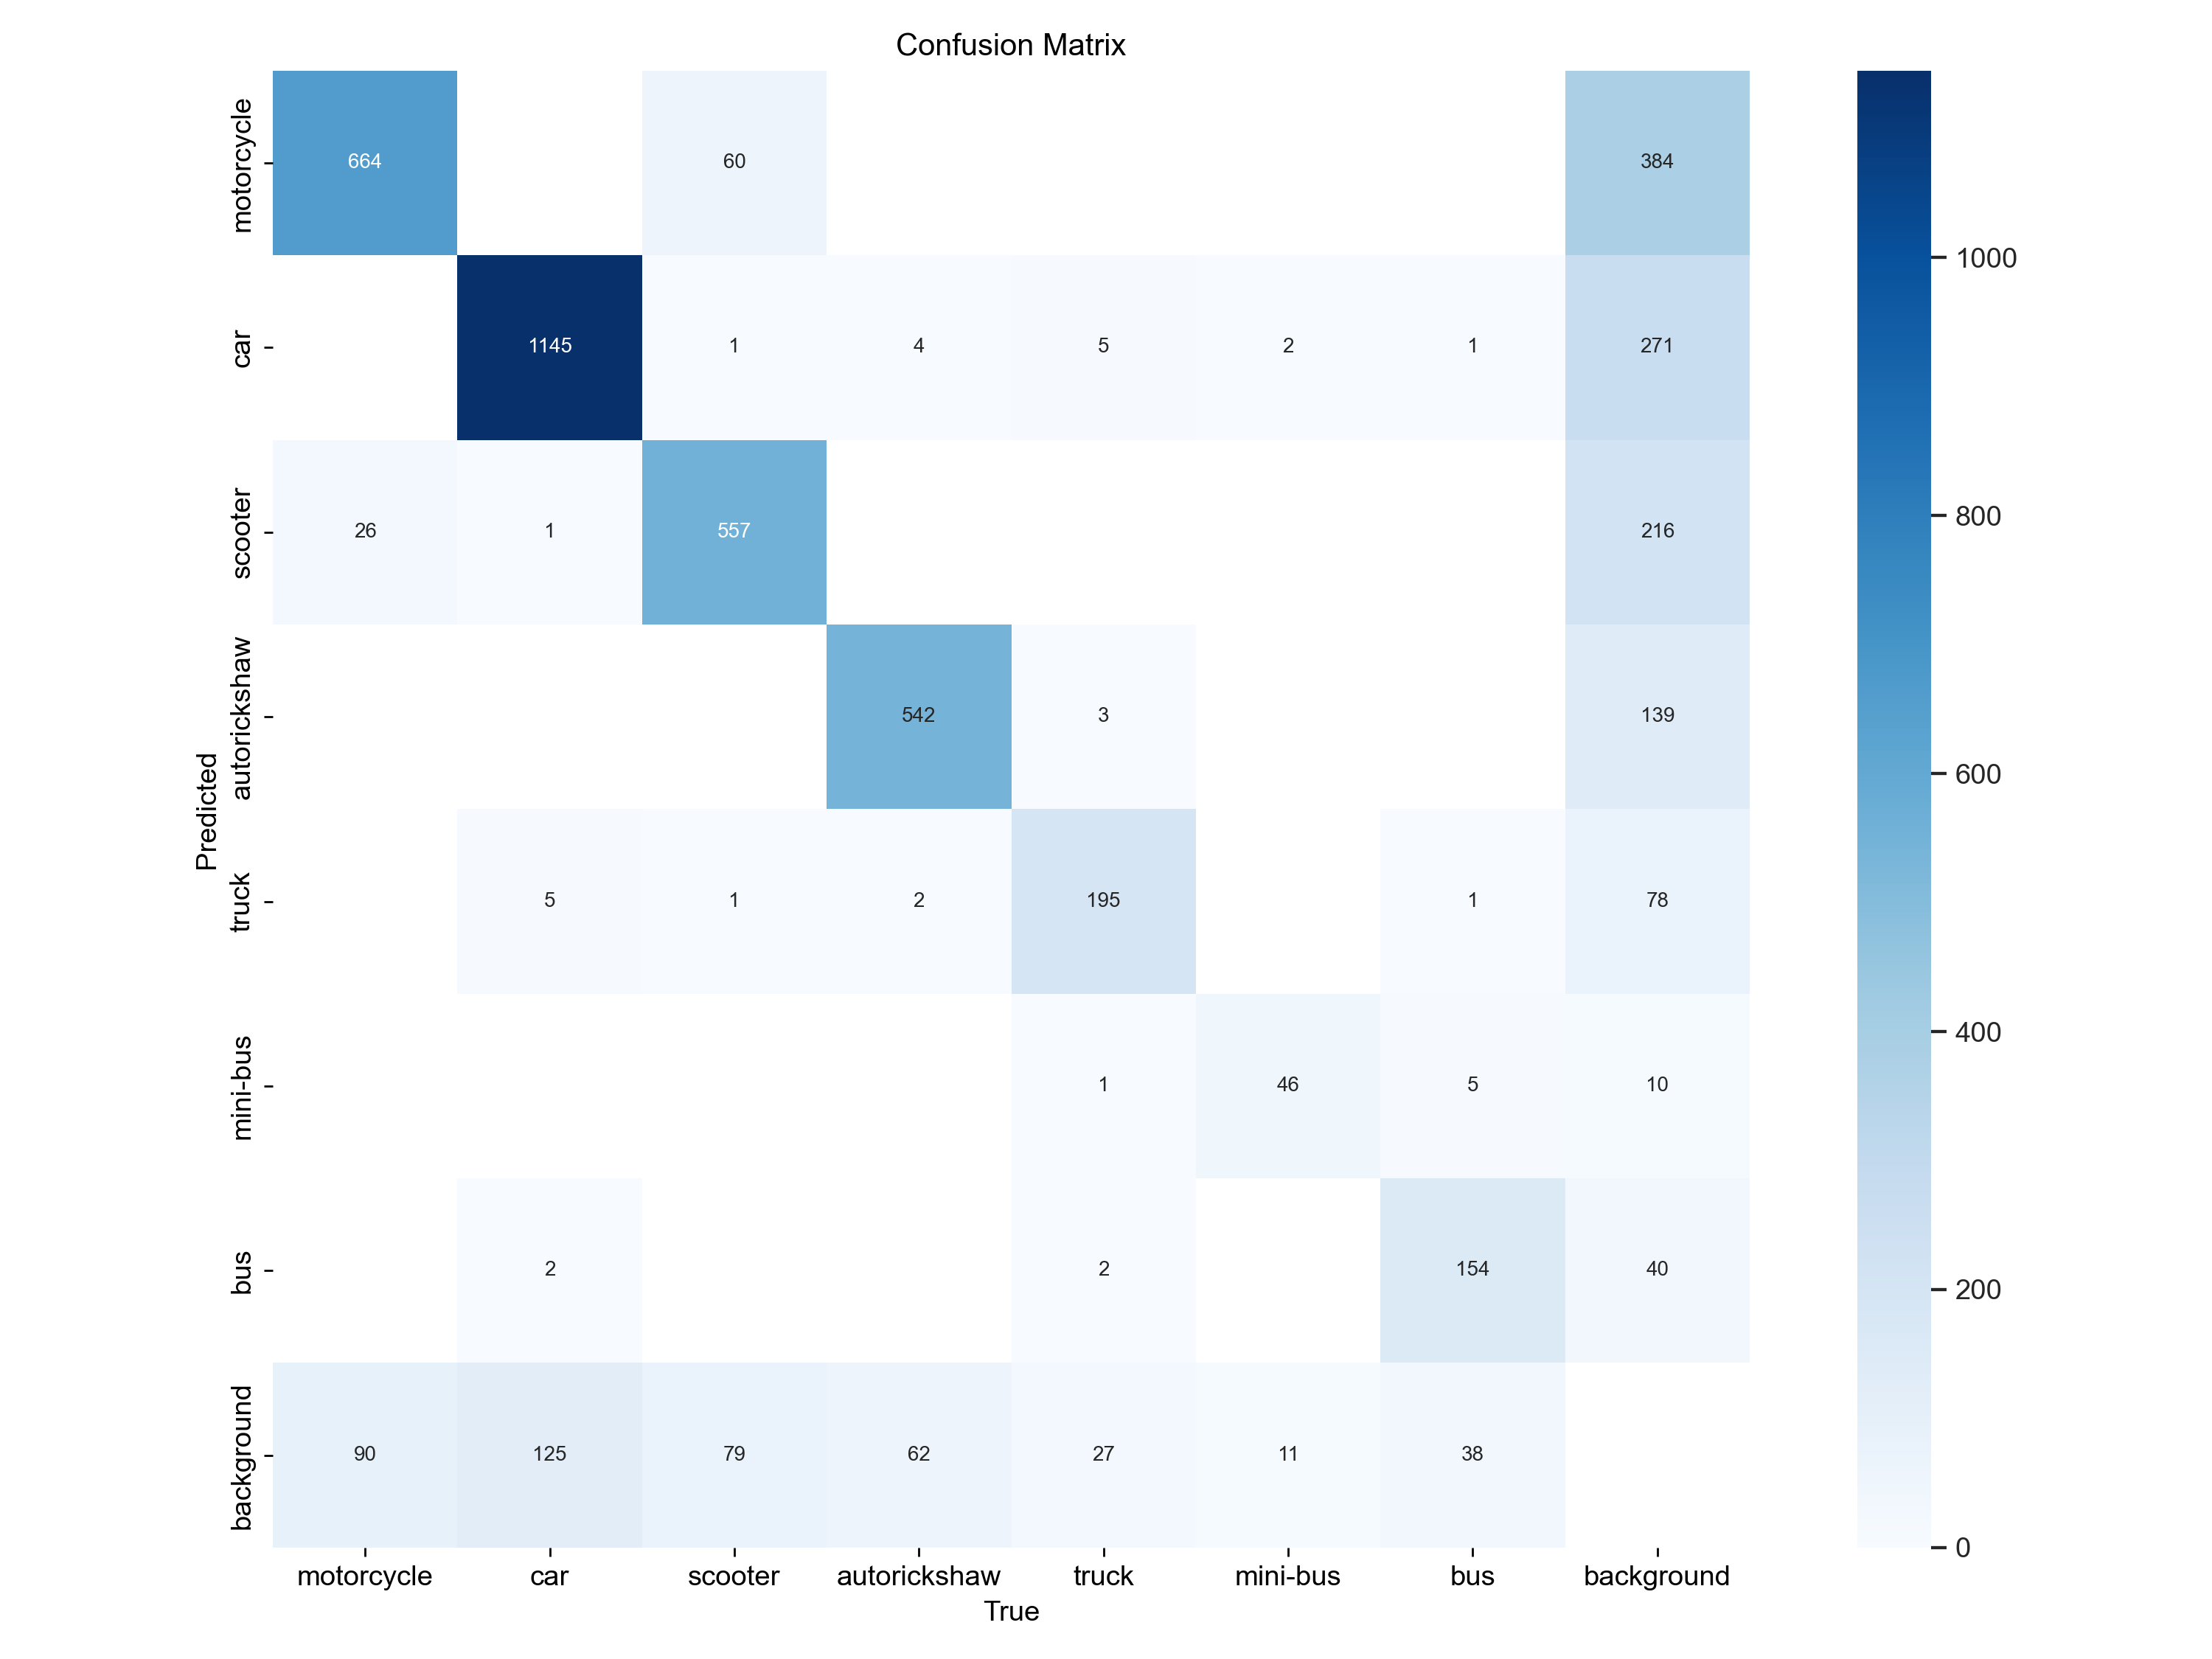 Confusion Matrix
motorcycle
664
60
384
car
1145
1
4
5
2
1
271
scooter
26
1
557
216
autorickshaw
542
3
139
truck
5
1
2
195
1
78
mini-bus
1
46
5
10
bus
2
2
154
40
background
90
125
79
62
27
11
38
Predicted
motorcycle
car
scooter
autorickshaw
truck
mini-bus
bus
background
True
1000
800
600
400
200
0